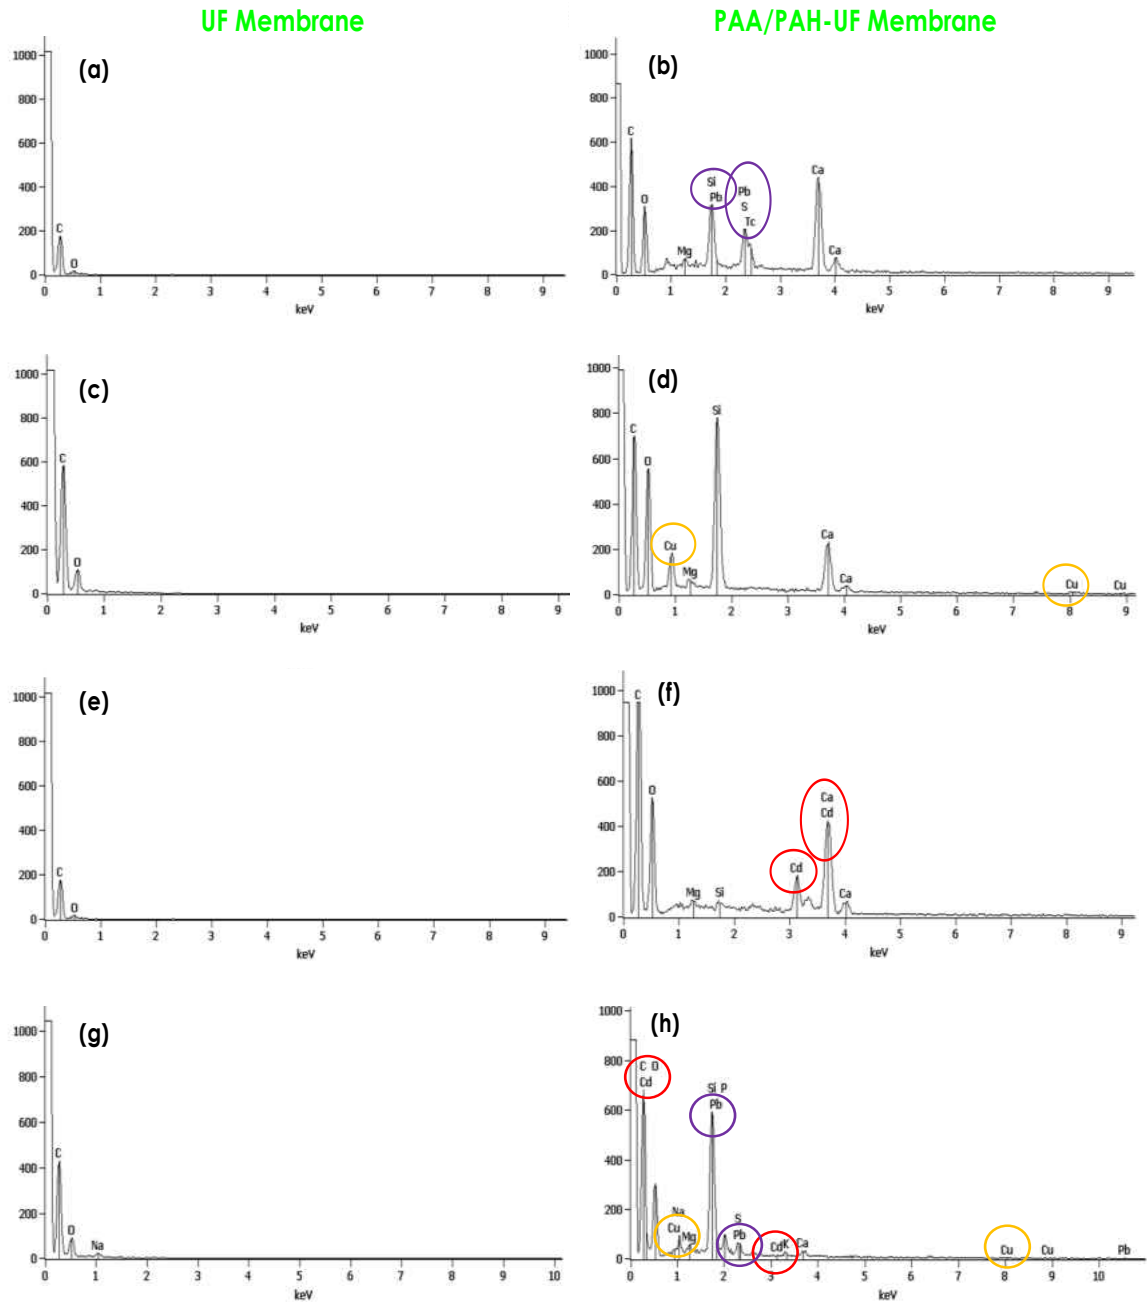 UF Membrane
PAA/PAH-UF Membrane
(a)
1000
800
600
400
200
0
C
O
0 1 2 3 4 5 6 7 8 9
keV
(b)
1000
800
600
400
200
0
C
O
Mg
Si
Pb
Pb
S
Tc
Ca
Ca
0 1 2 3 4 5 6 7 8 9
keV
(c)
1000
800
600
400
200
0
C
O
0 1 2 3 4 5 6 7 8 9
keV
(d)
1000
800
600
400
200
0
C
O
Cu
Mg
Si
Ca
Ca
Cu
Cu
0 1 2 3 4 5 6 7 8 9
keV
(e)
1000
800
600
400
200
0
C
O
0 1 2 3 4 5 6 7 8 9
keV
(f)
1000
800
600
400
200
0
C
O
Mg
Si
Cd
Ca
Cd
Ca
0 1 2 3 4 5 6 7 8 9
keV
(g)
1000
800
600
400
200
0
C
O
Na
0 1 2 3 4 5 6 7 8 9 10
keV
(h)
1000
800
600
400
200
0
C O
Cd
Na
Cu
Mg
Si P
Pb
S
Pb
Cd K
Ca
Cu
Cu
Pb
0 1 2 3 4 5 6 7 8 9 10
keV